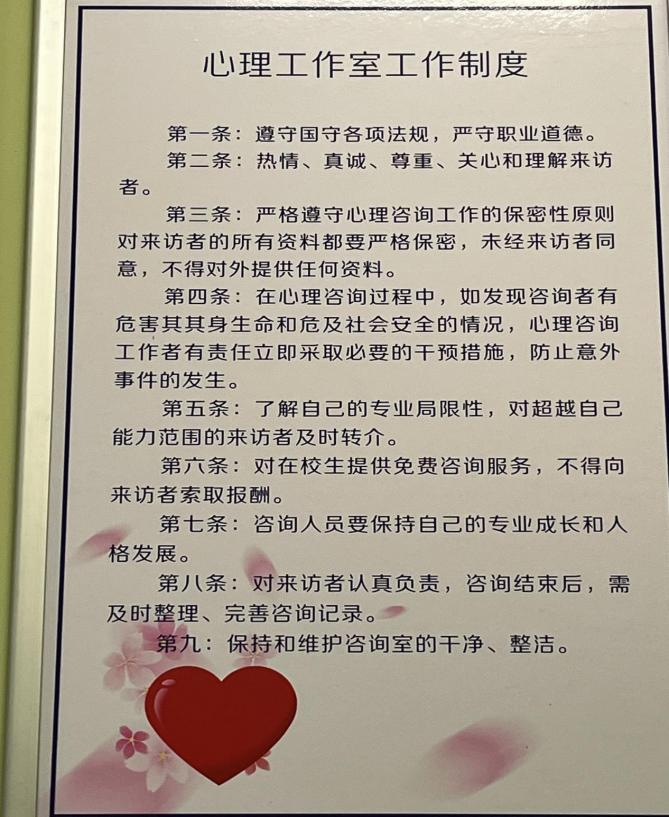 心理工作室工作制度
第一条：遵守国守各项法规，严守职业道德。
第二条：热情、真诚、尊重、关心和理解来访
者。
第三条：严格遵守心理咨询工作的保密性原则
对来访者的所有资料都要严格保密，未经来访者同
意，不得对外提供任何资料。
第四条：在心理咨询过程中，如发现咨询者有
危害其其身生命和危及社会安全的情况，心理咨询
工作者有责任立即采取必要的干预措施，防止意外
事件的发生。
第五条：了解自己的专业局限性，对超越自己
能力范围的来访者及时转介。
第六条：对在校生提供免费咨询服务，不得向
来访者索取报酬。
第七条：咨询人员要保持自己的专业成长和人
格发展。
第八条：对来访者认真负责，咨询结束后，需
及时整理、完善咨询记录。
第九：保持和维护咨询室的干净、整洁。